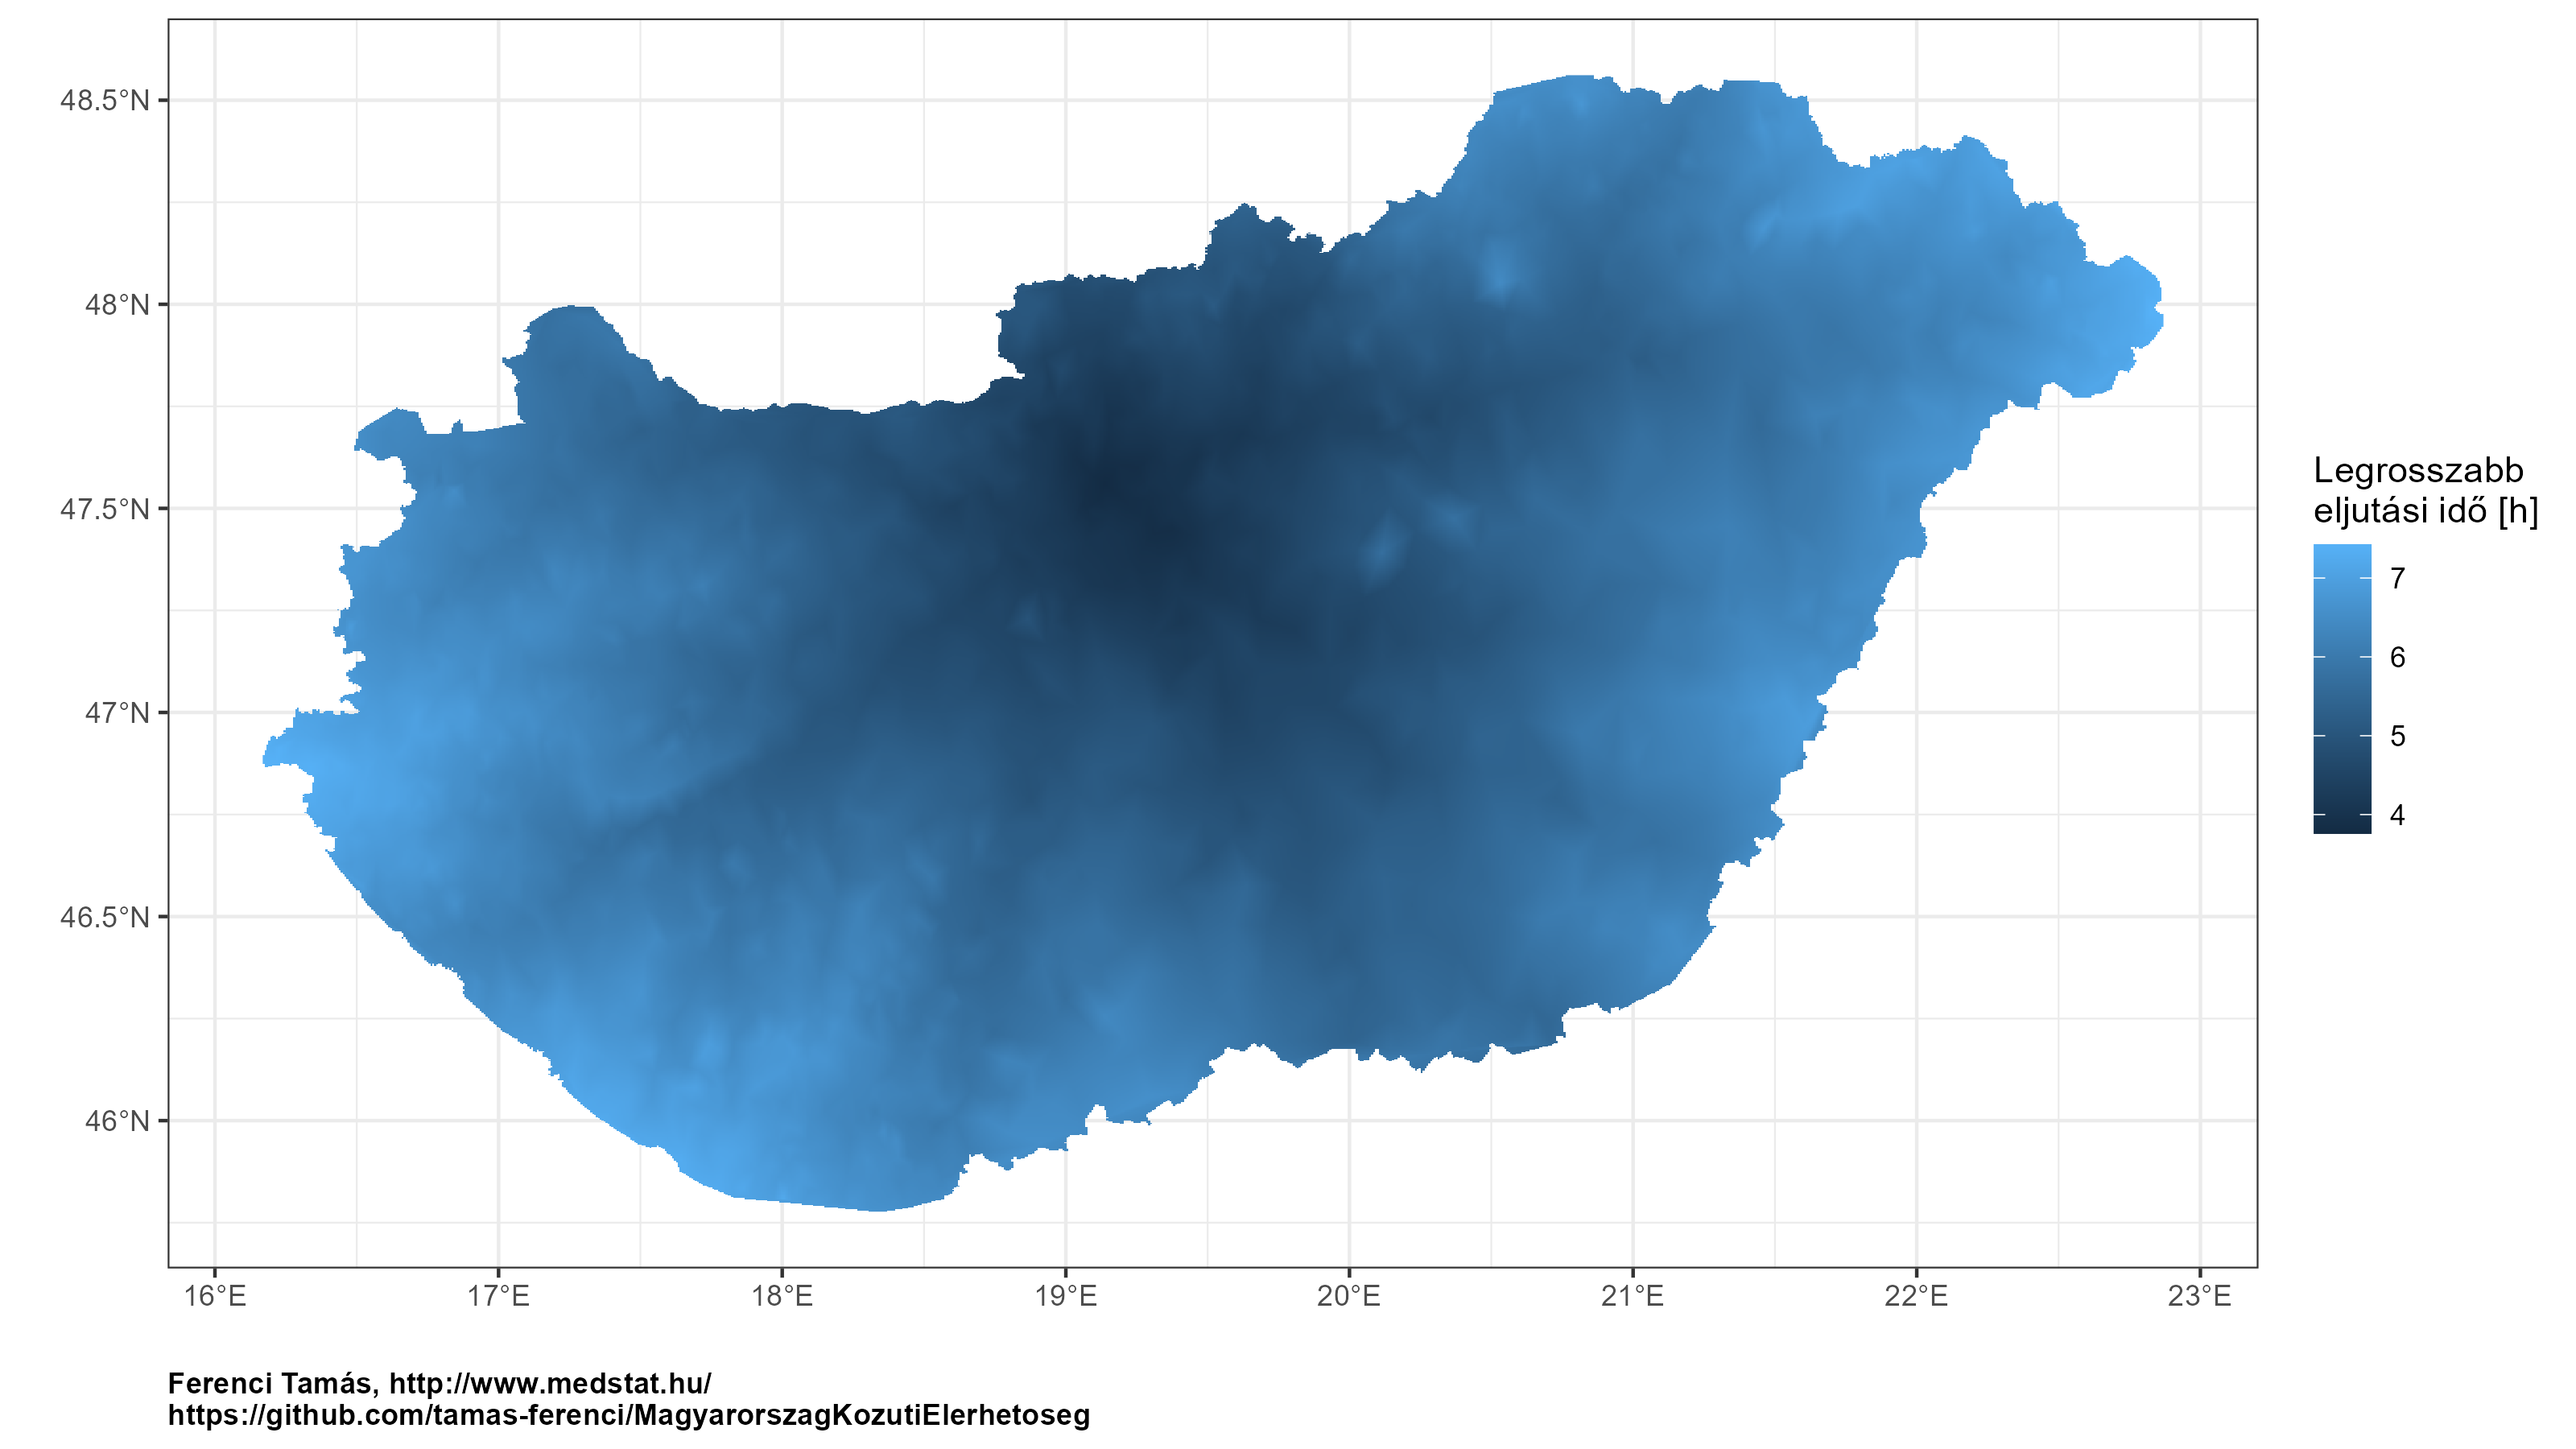 48.5°N
48°N
47.5°N
47°N
46.5°N
46°N
16°E 17°E 18°E 19°E 20°E 21°E 22°E 23°E
Legrosszabb
eljutási idő [h]
7
6
5
4
Ferenci Tamás, http://www.medstat.hu/
https://github.com/tamas-ferenci/MagyarorszagKozutiElerhetoseg